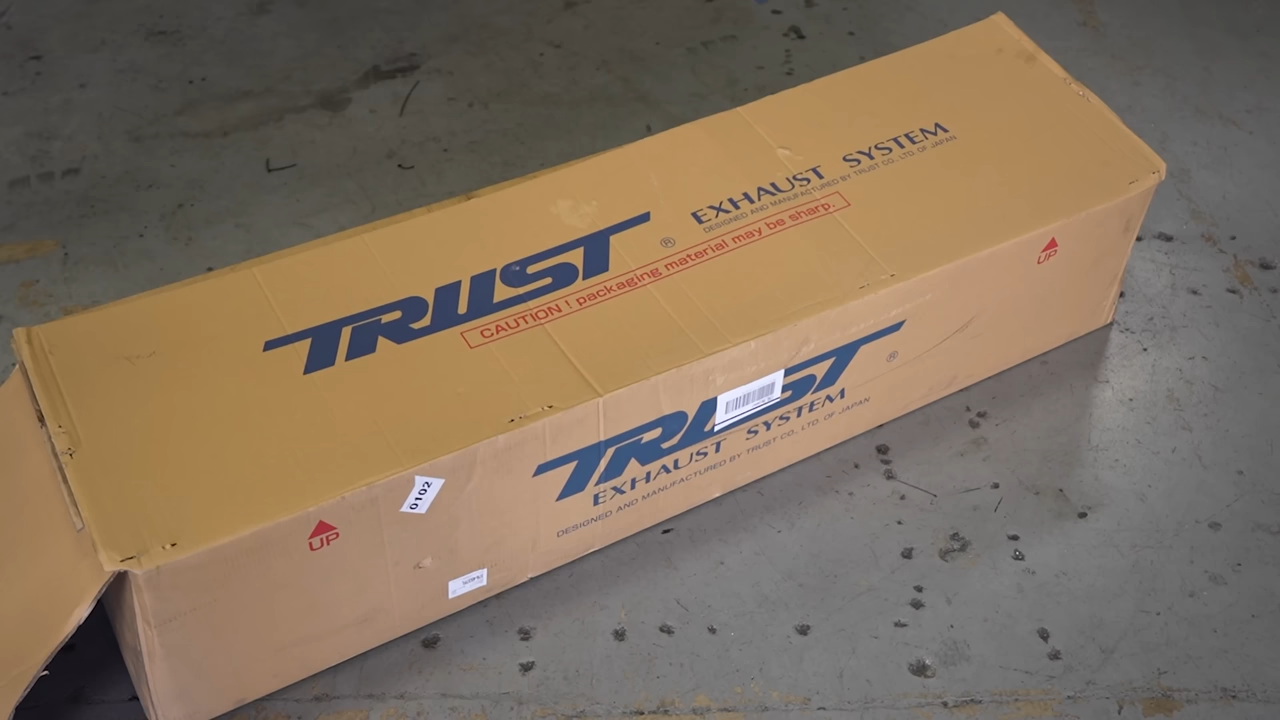 TRUST ®
EXHAUST SYSTEM
DESIGNED AND MANUFACTURED BY TRUST CO., LTD. OF JAPAN
CAUTION ! packaging material may be sharp.
UP
TRUST ®
EXHAUST SYSTEM
DESIGNED AND MANUFACTURED BY TRUST CO., LTD. OF JAPAN
0102
UP